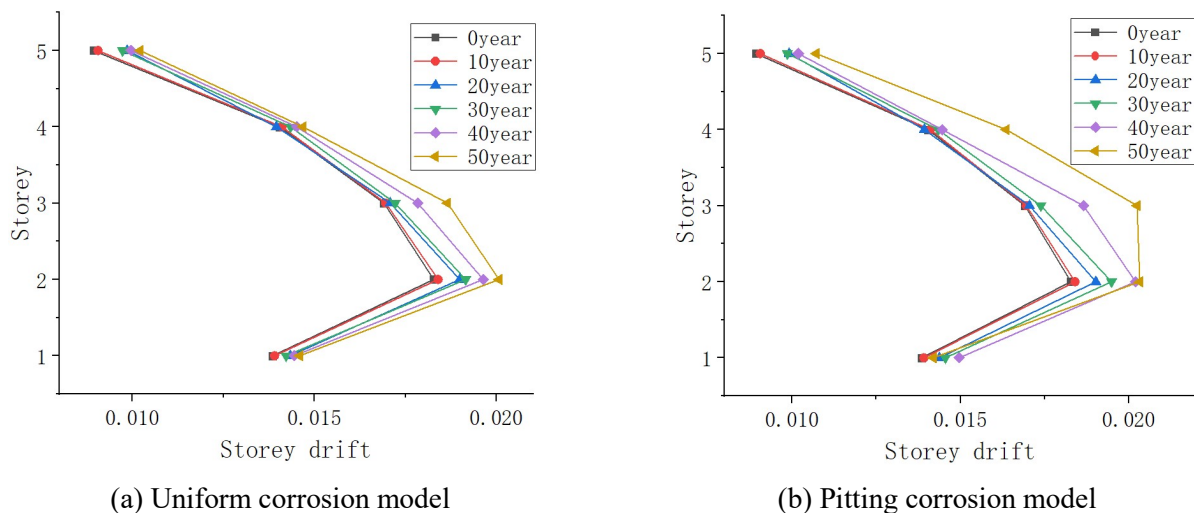 5
4
3
2
1
Storey
0.010
0.015
0.020
Storey drift
0year
10year
20year
30year
40year
50year
(a) Uniform corrosion model
5
4
3
2
1
Storey
0.010
0.015
0.020
Storey drift
0year
10year
20year
30year
40year
50year
(b) Pitting corrosion model